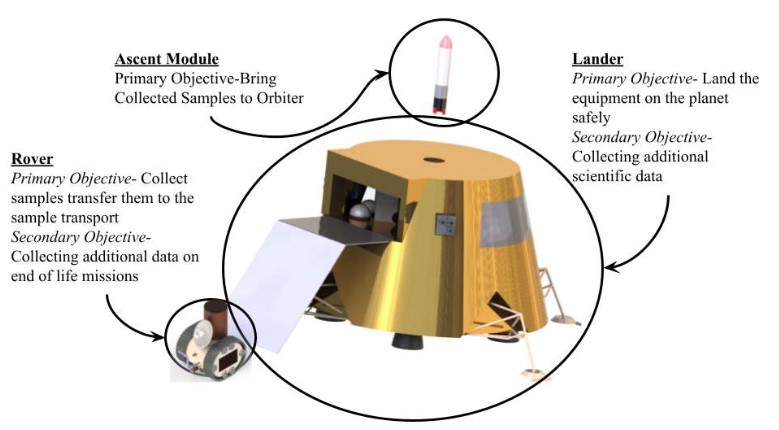 Ascent Module
Primary Objective-Bring
Collected Samples to Orbiter
Lander
Primary Objective- Land the
equipment on the planet
safely
Secondary Objective-
Collecting additional
scientific data
Rover
Primary Objective- Collect
samples transfer them to the
sample transport
Secondary Objective-
Collecting additional data on
end of life missions